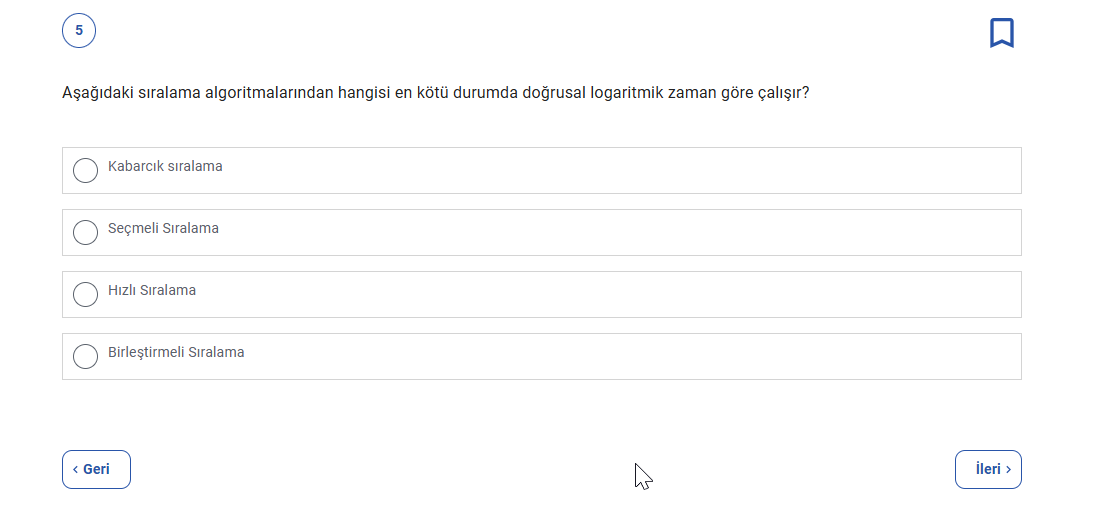 5
Aşağıdaki sıralama algoritmalarından hangisi en kötü durumda doğrusal logaritmik zaman göre çalışır?
Kabarcık sıralama
Seçmeli Sıralama
Hızlı Sıralama
Birleştirmeli Sıralama
‹ Geri
İleri ›